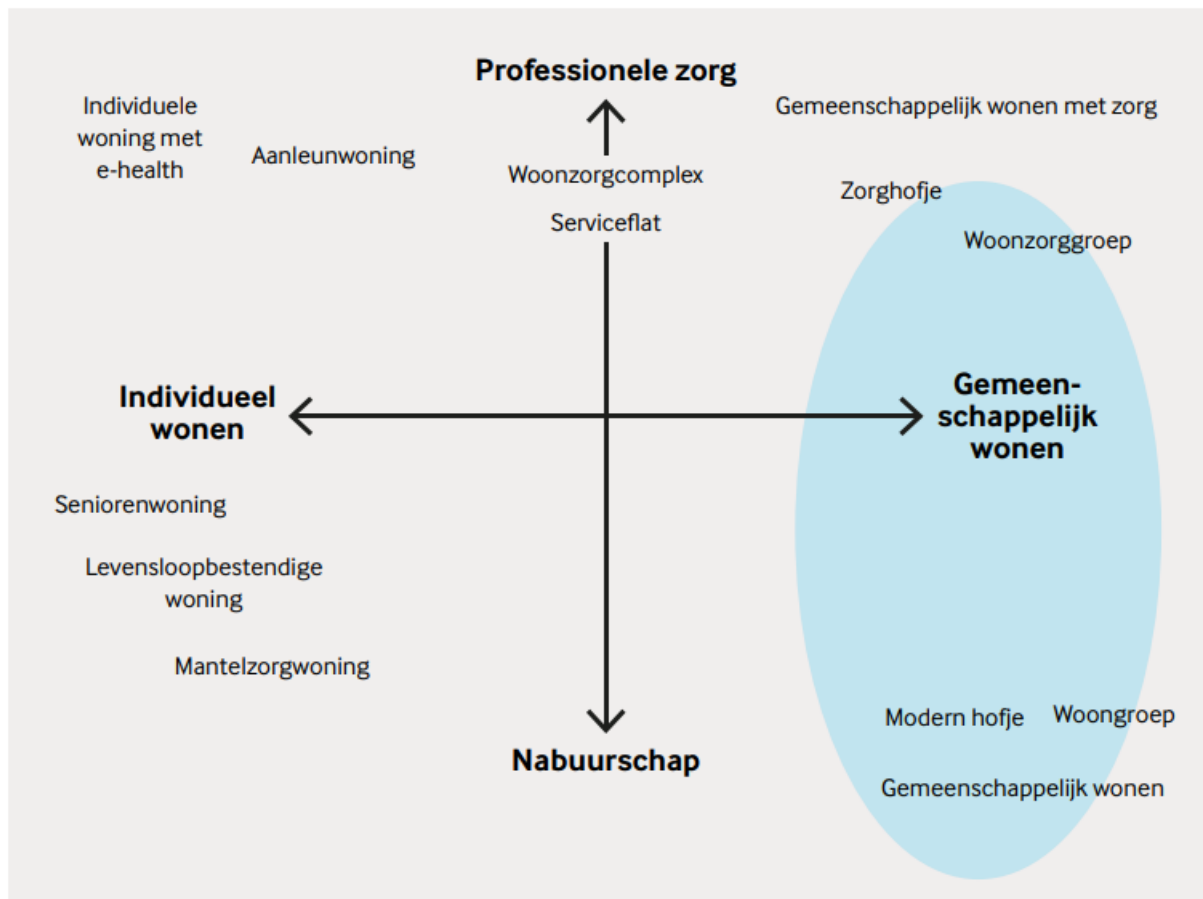 Professionele zorg
Individuele
woning met
e-health
Aanleunwoning
Gemeenschappelijk wonen met zorg
Woonzorgcomplex
Serviceflat
Zorghofje
Woonzorggroep
Individueel
wonen
Gemeen-
schappelijk
wonen
Seniorenwoning
Levensloopbestendige
woning
Mantelzorgwoning
Modern hofje
Woongroep
Nabuurschap
Gemeenschappelijk wonen